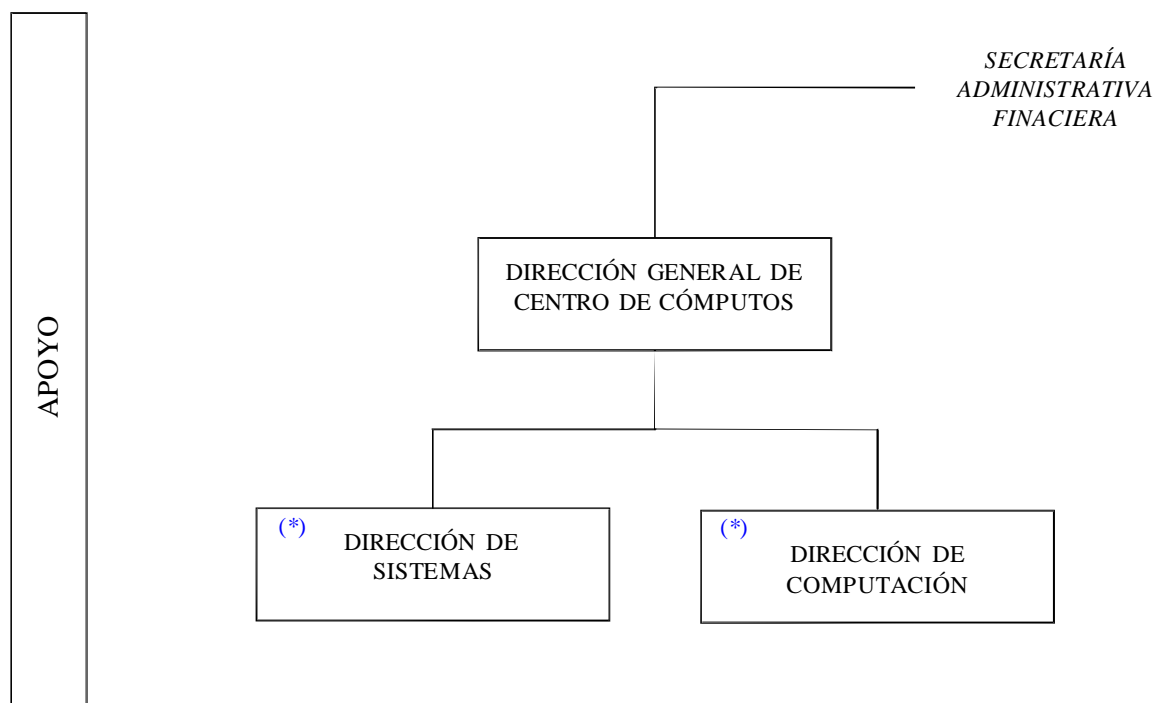 SECRETARÍA
ADMINISTRATIVA
FINACIERA
DIRECCIÓN GENERAL DE
CENTRO DE CÓMPUTOS
APOYO
(*)
DIRECCIÓN DE
SISTEMAS
(*)
DIRECCIÓN DE
COMPUTACIÓN